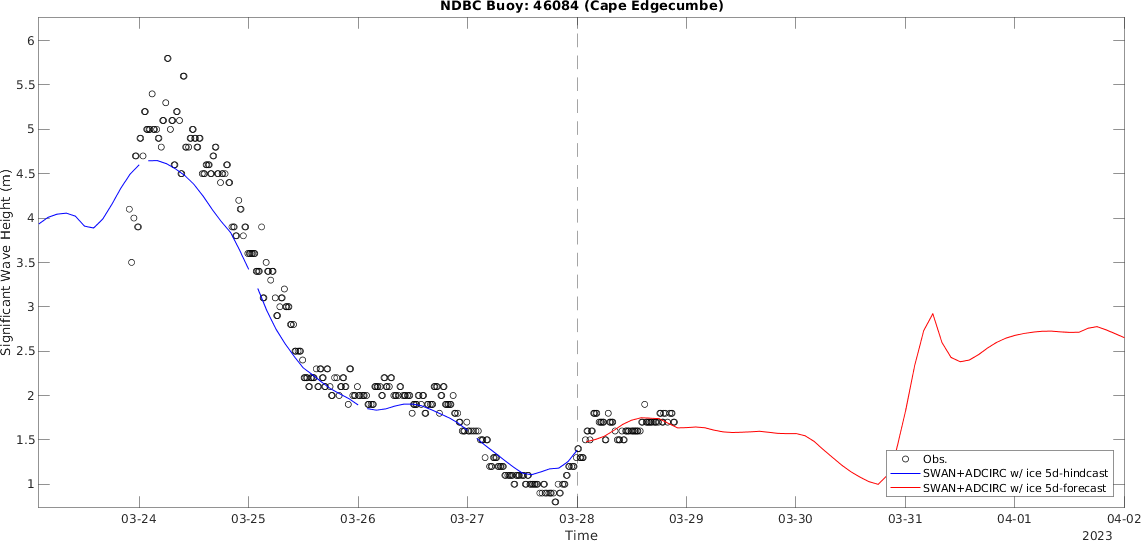 NDBC Buoy: 46084 (Cape Edgecumbe)
6
5.5
5
4.5
4
3.5
3
2.5
2
1.5
1
Significant Wave Height (m)
Obs.
SWAN+ADCIRC w/ ice 5d-hindcast
SWAN+ADCIRC w/ ice 5d-forecast
03-24 03-25 03-26 03-27 03-28 03-29 03-30 03-31 04-01 04-02
Time
2023